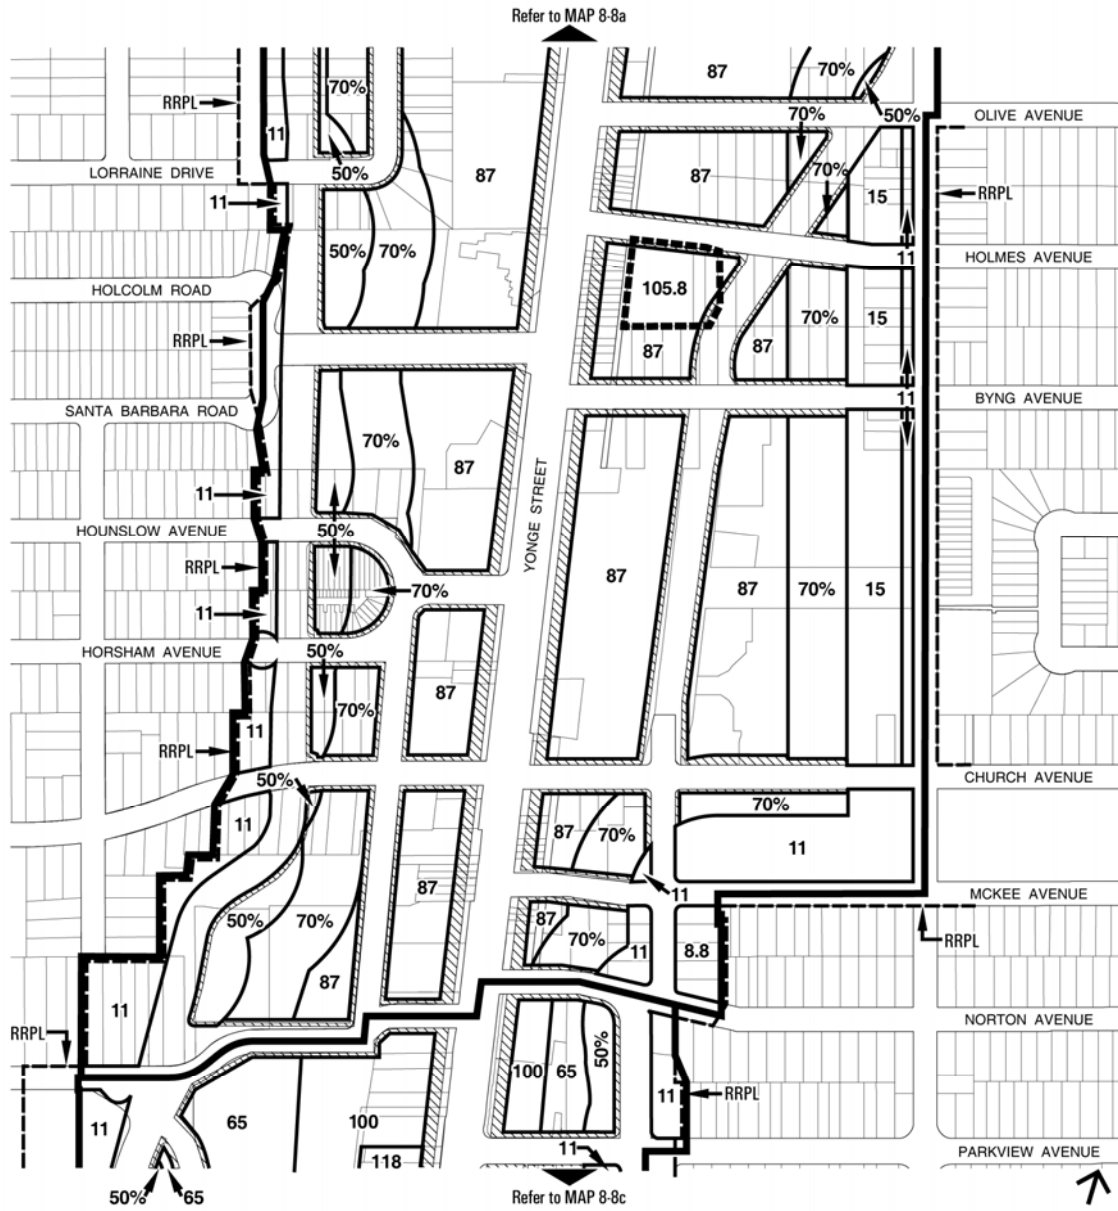 Refer to MAP 8-8a
87
70%
50%
OLIVE AVENUE
RRPL
11
70%
50%
LORRAINE DRIVE
87
87
70%
70%
15
RRPL
11
50%
70%
11
HOLMES AVENUE
HOLCOLM ROAD
105.8
70%
15
RRPL
87
87
SANTA BARBARA ROAD
11
BYNG AVENUE
70%
87
11
HOUNSLOW AVENUE
50%
YONGE STREET
RRPL
70%
87
87
70%
15
11
HORSHAM AVENUE
50%
87
70%
11
RRPL
50%
CHURCH AVENUE
11
87
70%
70%
11
87
11
MCKEE AVENUE
50%
70%
87
70%
11
8.8
RRPL
87
11
NORTON AVENUE
RRPL
100
65
50%
11
RRPL
11
65
100
118
11
PARKVIEW AVENUE
50%
65
Refer to MAP 8-8c